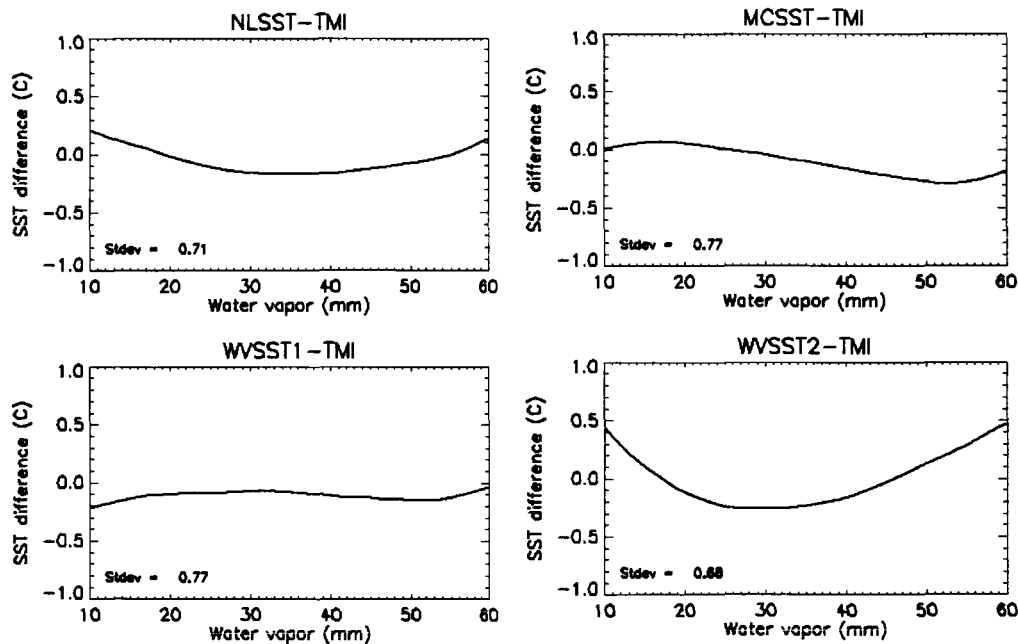 NLSST-TMI
1.0
0.5
0.0
-0.5
-1.0
SST difference (C)
Stdev = 0.71
10 20 30 40 50 60
Water vapor (mm)
MCSST-TMI
1.0
0.5
0.0
-0.5
-1.0
SST difference (C)
Stdev = 0.77
10 20 30 40 50 60
Water vapor (mm)
WVSST1-TMI
1.0
0.5
0.0
-0.5
-1.0
SST difference (C)
Stdev = 0.77
10 20 30 40 50 60
Water vapor (mm)
WVSST2-TMI
1.0
0.5
0.0
-0.5
-1.0
SST difference (C)
Stdev = 0.68
10 20 30 40 50 60
Water vapor (mm)